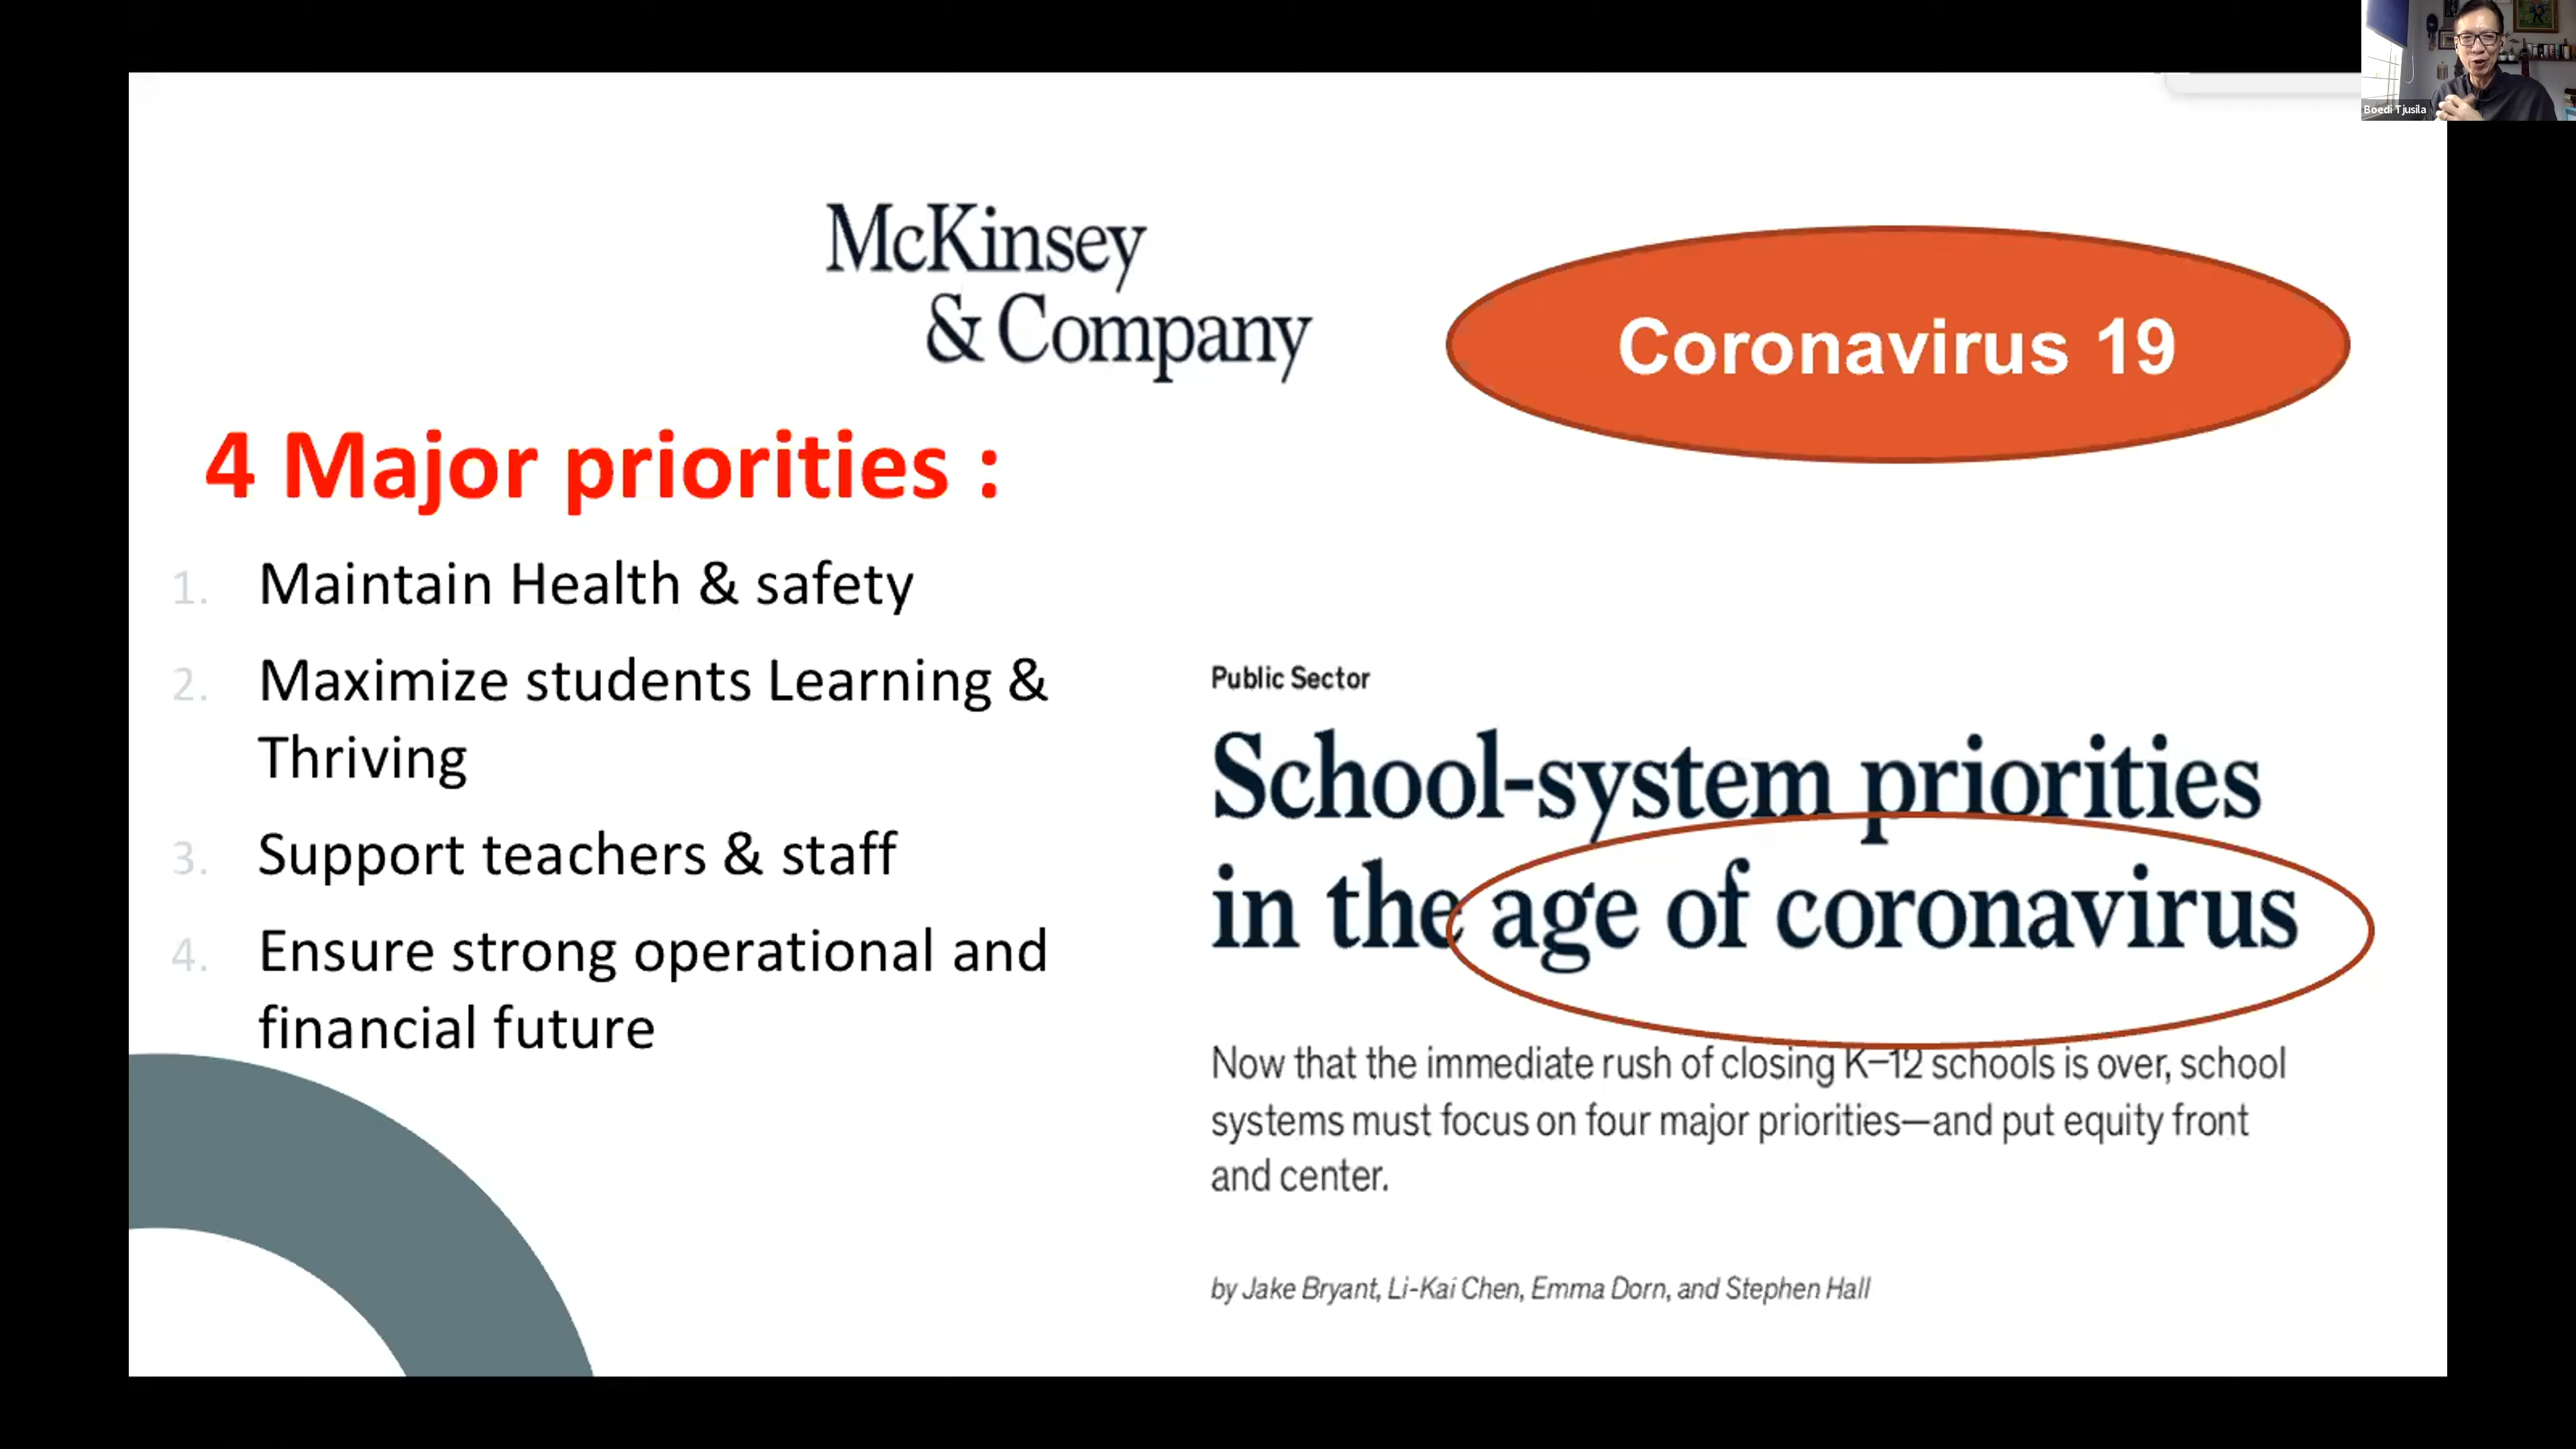 Boedi Tjusila
McKinsey
& Company
Coronavirus 19
4 Major priorities :
1. Maintain Health & safety
2. Maximize students Learning &
Thriving
3. Support teachers & staff
4. Ensure strong operational and
financial future
Public Sector
School-system priorities
in the age of coronavirus
Now that the immediate rush of closing K–12 schools is over, school
systems must focus on four major priorities—and put equity front
and center.
by Jake Bryant, Li-Kai Chen, Emma Dorn, and Stephen Hall